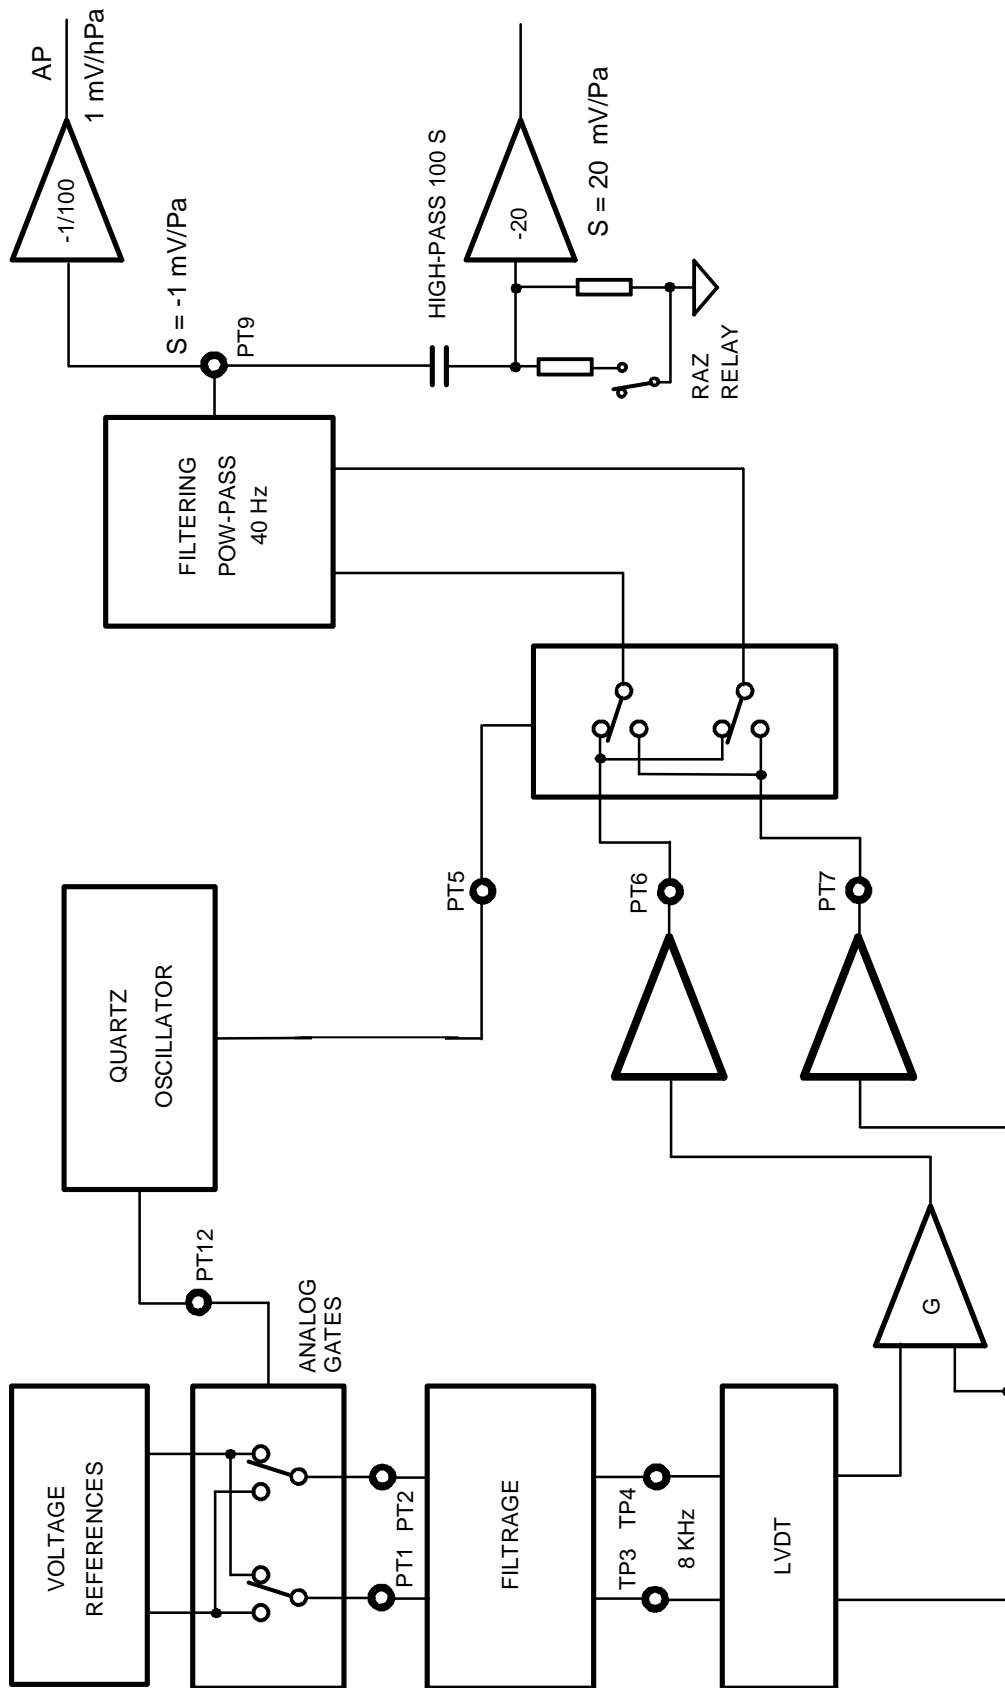 VOLTAGE
REFERENCES
ANALOG
GATES
PT1
PT2
FILTRAGE
TP3
TP4
8 KHz
LVDT
PT12
QUARTZ
OSCILLATOR
G
PT5
PT6
PT7
FILTERING
POW-PASS
40 Hz
PT9
S = -1 mV/Pa
-1/100
AP
1 mV/hPa
HIGH-PASS 100 S
-20
S = 20 mV/Pa
RAZ
RELAY